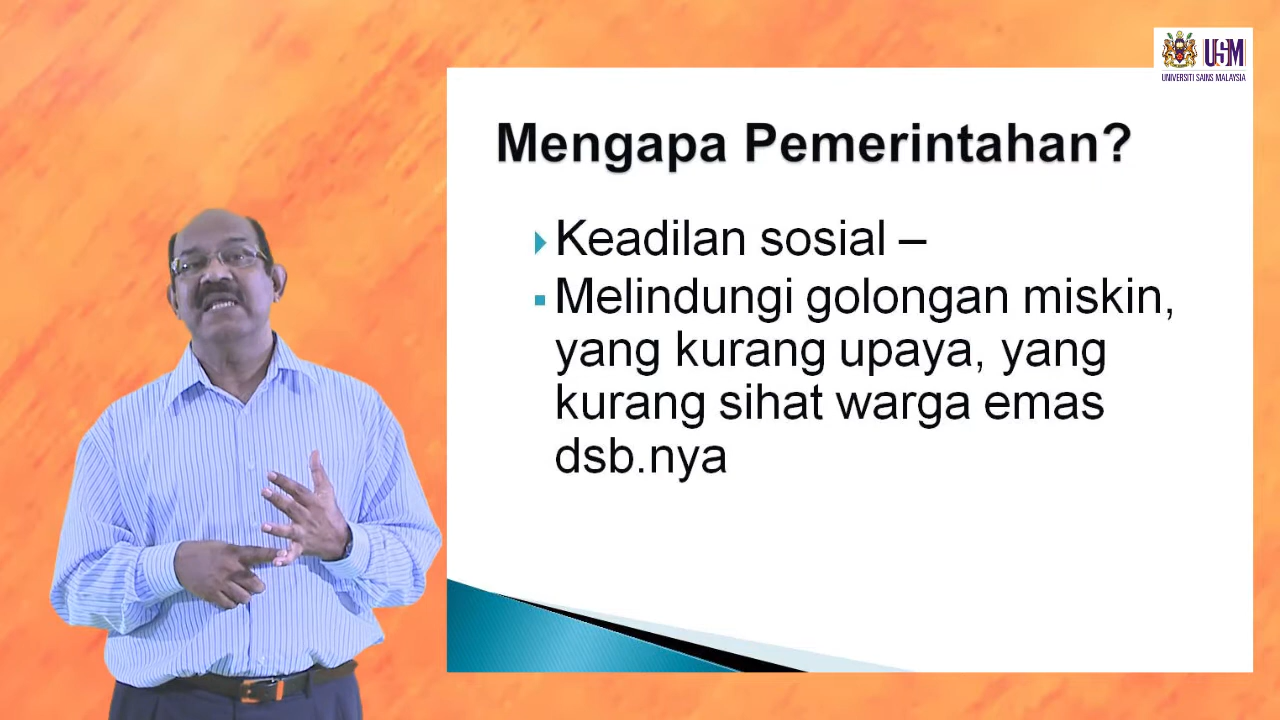 USM
UNIVERSITI SAINS MALAYSIA
Mengapa Pemerintahan?
Keadilan sosial –
Melindungi golongan miskin,
yang kurang upaya, yang
kurang sihat warga emas
dsb.nya